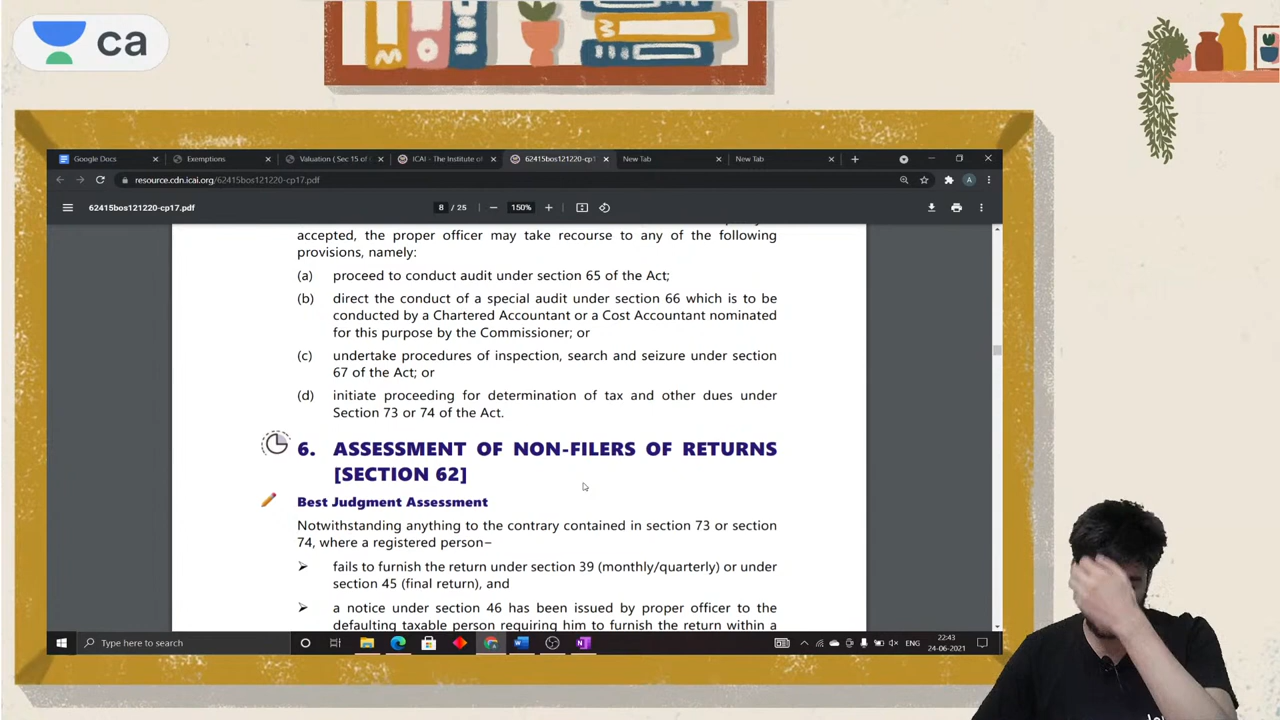 ca
Google Docs
Exemptions
Valuation ( Sec 15 of
ICAI - The Institute of
62415bos121220-cp1
New Tab
New Tab
resource.cdn.icai.org/62415bos121220-cp17.pdf
A
62415bos121220-cp17.pdf
8 / 25
150%
accepted, the proper officer may take recourse to any of the following
provisions, namely:
(a) proceed to conduct audit under section 65 of the Act;
(b) direct the conduct of a special audit under section 66 which is to be
conducted by a Chartered Accountant or a Cost Accountant nominated
for this purpose by the Commissioner; or
(c) undertake procedures of inspection, search and seizure under section
67 of the Act; or
(d) initiate proceeding for determination of tax and other dues under
Section 73 or 74 of the Act.
6. ASSESSMENT OF NON-FILERS OF RETURNS
[SECTION 62]
Best Judgment Assessment
Notwithstanding anything to the contrary contained in section 73 or section
74, where a registered person–
fails to furnish the return under section 39 (monthly/quarterly) or under
section 45 (final return), and
a notice under section 46 has been issued by proper officer to the
defaulting taxable person requiring him to furnish the return within a
Type here to search
ENG
22:43
24-06-2021